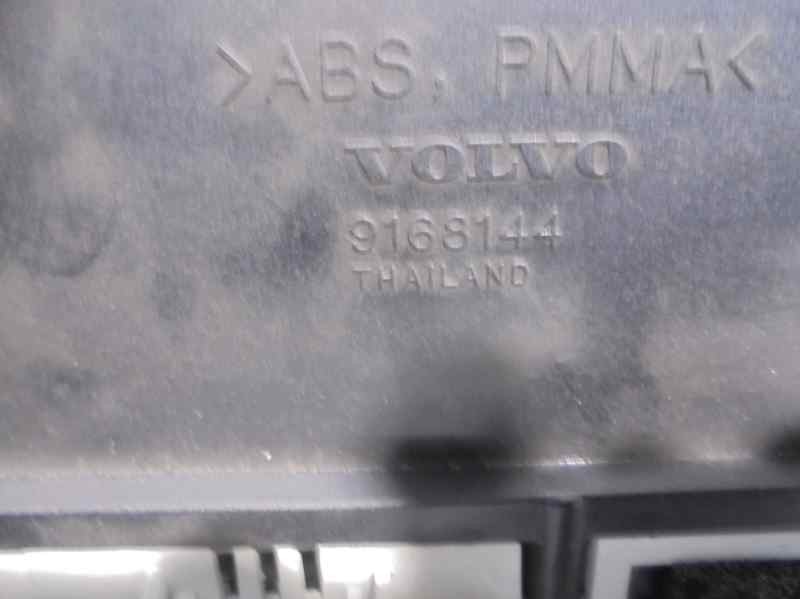 >ABS, PMMA<
VOLVO
9168144
THAILAND